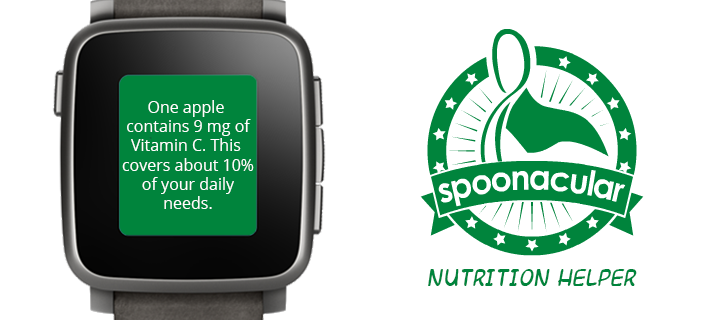 One apple
contains 9 mg of
Vitamin C. This
covers about 10%
of your daily
needs.
spoonacular
NUTRITION HELPER